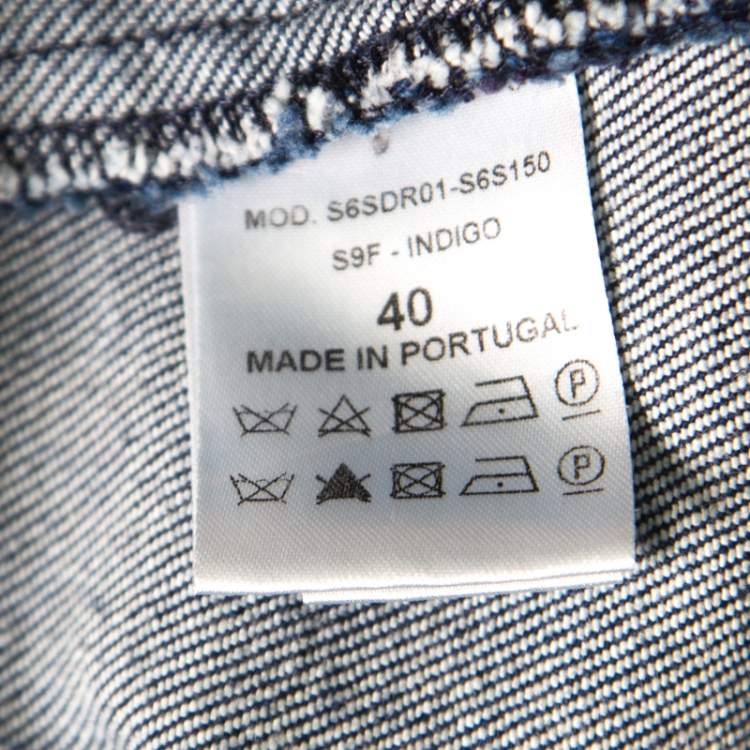 MOD. S6SDR01-S6S150
S9F - INDIGO
40
MADE IN PORTUGAL
P
P